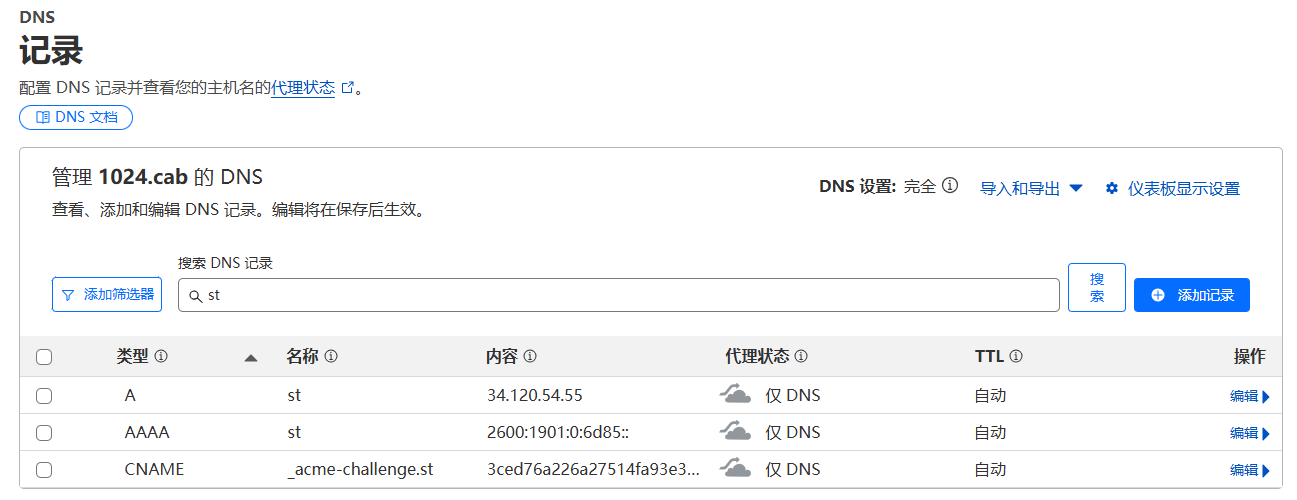 DNS
记录
配置 DNS 记录并查看您的主机名的代理状态。
DNS 文档
管理 1024.cab 的 DNS
查看、添加和编辑 DNS 记录。编辑将在保存后生效。
DNS 设置: 完全 导入和导出 仪表板显示设置
搜索 DNS 记录
添加筛选器 st 搜索 添加记录
类型 名称 内容 代理状态 TTL 操作
A st 34.120.54.55 仅 DNS 自动 编辑
AAAA st 2600:1901:0:6d85:: 仅 DNS 自动 编辑
CNAME _acme-challenge.st 3ced76a226a27514fa93e3... 仅 DNS 自动 编辑